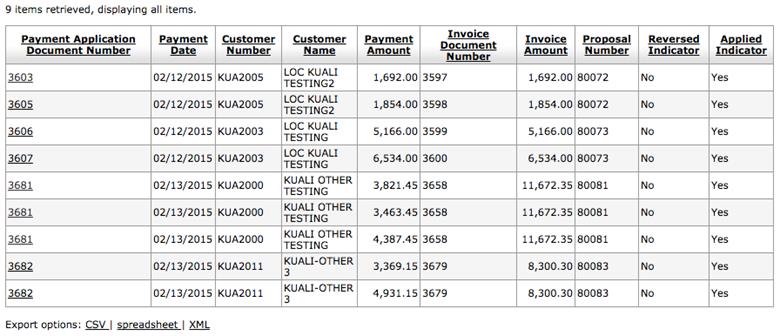 9 items retrieved, displaying all items.
Payment Application Document Number Payment Date Customer Number Customer Name Payment Amount Invoice Document Number Invoice Amount Proposal Number Reversed Indicator Applied Indicator
3603 02/12/2015 KUA2005 LOC KUALI TESTING2 1,692.00 3597 1,692.00 80072 No Yes
3605 02/12/2015 KUA2005 LOC KUALI TESTING2 1,854.00 3598 1,854.00 80072 No Yes
3606 02/12/2015 KUA2003 LOC KUALI TESTING 5,166.00 3599 5,166.00 80073 No Yes
3607 02/12/2015 KUA2003 LOC KUALI TESTING 6,534.00 3600 6,534.00 80073 No Yes
3681 02/13/2015 KUA2000 KUALI OTHER TESTING 3,821.45 3658 11,672.35 80081 No Yes
3681 02/13/2015 KUA2000 KUALI OTHER TESTING 3,463.45 3658 11,672.35 80081 No Yes
3681 02/13/2015 KUA2000 KUALI OTHER TESTING 4,387.45 3658 11,672.35 80081 No Yes
3682 02/13/2015 KUA2011 KUALI-OTHER 3 3,369.15 3679 8,300.30 80083 No Yes
3682 02/13/2015 KUA2011 KUALI-OTHER 3 4,931.15 3679 8,300.30 80083 No Yes
Export options: CSV | spreadsheet | XML